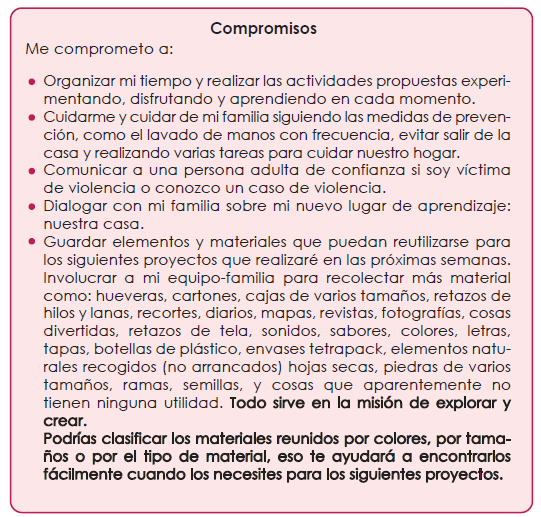 Compromisos
Me comprometo a:
• Organizar mi tiempo y realizar las actividades propuestas experi-
mentando, disfrutando y aprendiendo en cada momento.
• Cuidarme y cuidar de mi familia siguiendo las medidas de preven-
ción, como el lavado de manos con frecuencia, evitar salir de la
casa y realizando varias tareas para cuidar nuestro hogar.
• Comunicar a una persona adulta de confianza si soy víctima
de violencia o conozco un caso de violencia.
• Dialogar con mi familia sobre mi nuevo lugar de aprendizaje:
nuestra casa.
• Guardar elementos y materiales que puedan reutilizarse para
los siguientes proyectos que realizaré en las próximas semanas.
Involucrar a mi equipo-familia para recolectar más material
como: hueveras, cartones, cajas de varios tamaños, retazos de
hilos y lanas, recortes, diarios, mapas, revistas, fotografías, cosas
divertidas, retazos de tela, sonidos, sabores, colores, letras,
tapas, botellas de plástico, envases tetrapack, elementos natu-
rales recogidos (no arrancados) hojas secas, piedras de varios
tamaños, ramas, semillas, y cosas que aparentemente no
tienen ninguna utilidad. Todo sirve en la misión de explorar y
crear.
Podrías clasificar los materiales reunidos por colores, por tama-
ños o por el tipo de material, eso te ayudará a encontrarlos
fácilmente cuando los necesites para los siguientes proyectos.